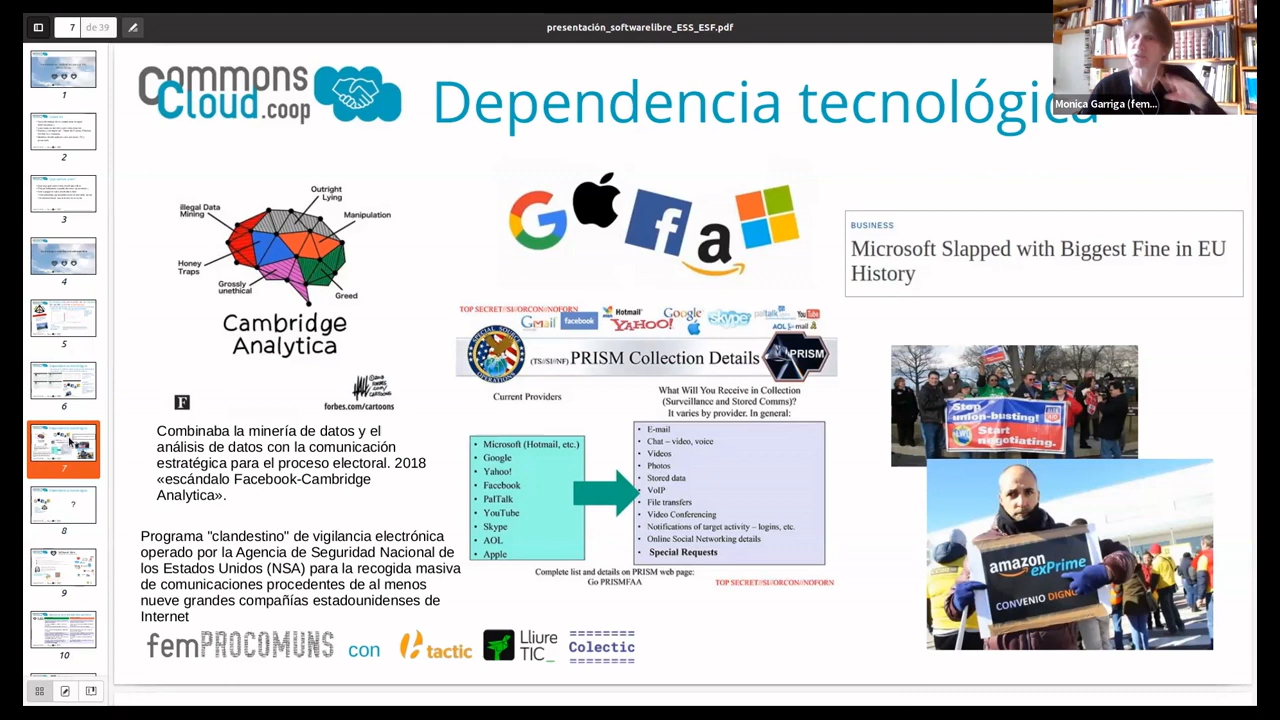 7 de 39
presentación_softwarelibre_ESS_ESF.pdf
Monica Garriga (fem...
1
2
3
4
5
6
7
8
9
10
Commons
Cloud.coop
Dependencia tecnológica
illegal Data
Mining
Outright
Lying
Manipulation
Honey
Traps
Grossly
unethical
Greed
Cambridge
Analytica
F
forbes.com/cartoons
Combinaba la minería de datos y el
análisis de datos con la comunicación
estratégica para el proceso electoral. 2018
«escándalo Facebook-Cambridge
Analytica».
Programa "clandestino" de vigilancia electrónica
operado por la Agencia de Seguridad Nacional de
los Estados Unidos (NSA) para la recogida masiva
de comunicaciones procedentes de al menos
nueve grandes compañías estadounidenses de
Internet
G f a
TOP SECRET//SI//ORCON//NOFORN
Gmail facebook Hotmail YAHOO! Google skype paltalk YouTube
AOL mail
(TS//SI//NF) PRISM Collection Details
PRISM
Current Providers
What Will You Receive in Collection
(Surveillance and Stored Comms)?
It varies by provider. In general:
• Microsoft (Hotmail, etc.)
• Google
• Yahoo!
• Facebook
• PalTalk
• YouTube
• Skype
• AOL
• Apple
• E-mail
• Chat – video, voice
• Videos
• Photos
• Stored data
• VoIP
• File transfers
• Video Conferencing
• Notifications of target activity – logins, etc.
• Online Social Networking details
• Special Requests
Complete list and details on PRISM web page:
Go PRISMFAA
TOP SECRET//SI//ORCON//NOFORN
BUSINESS
Microsoft Slapped with Biggest Fine in EU
History
Stop
union-busting!
Start
negotiating.
amazon
exPrime
CONVENIO DIGNO
femPROCOMUNS con tactic Lliure
TIC_
Colectic